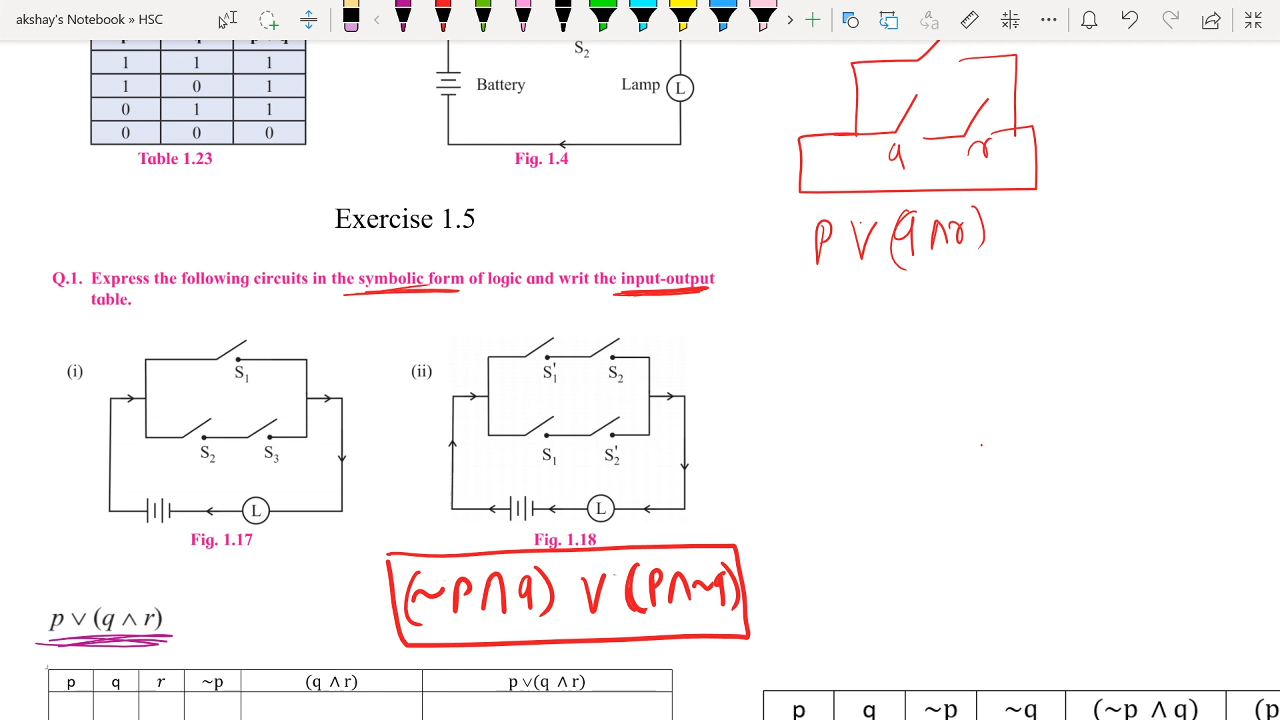 akshay's Notebook » HSC
1 1 1
1 0 1
0 1 1
0 0 0
Table 1.23
S2
Battery
Lamp L
Fig. 1.4
q r
p ∨ (q ∧ r)
Exercise 1.5
Q.1. Express the following circuits in the symbolic form of logic and writ the input-output
table.
(i)
S1
S2 S3
L
Fig. 1.17
(ii)
S'1 S2
S1 S'2
L
Fig. 1.18
(~p ∧ q) ∨ (p ∧ ~q)
p ∨ (q ∧ r)
p q r ~p (q ∧ r) p ∨(q ∧ r)
p q ~p ~q (~p ∧ q) (p